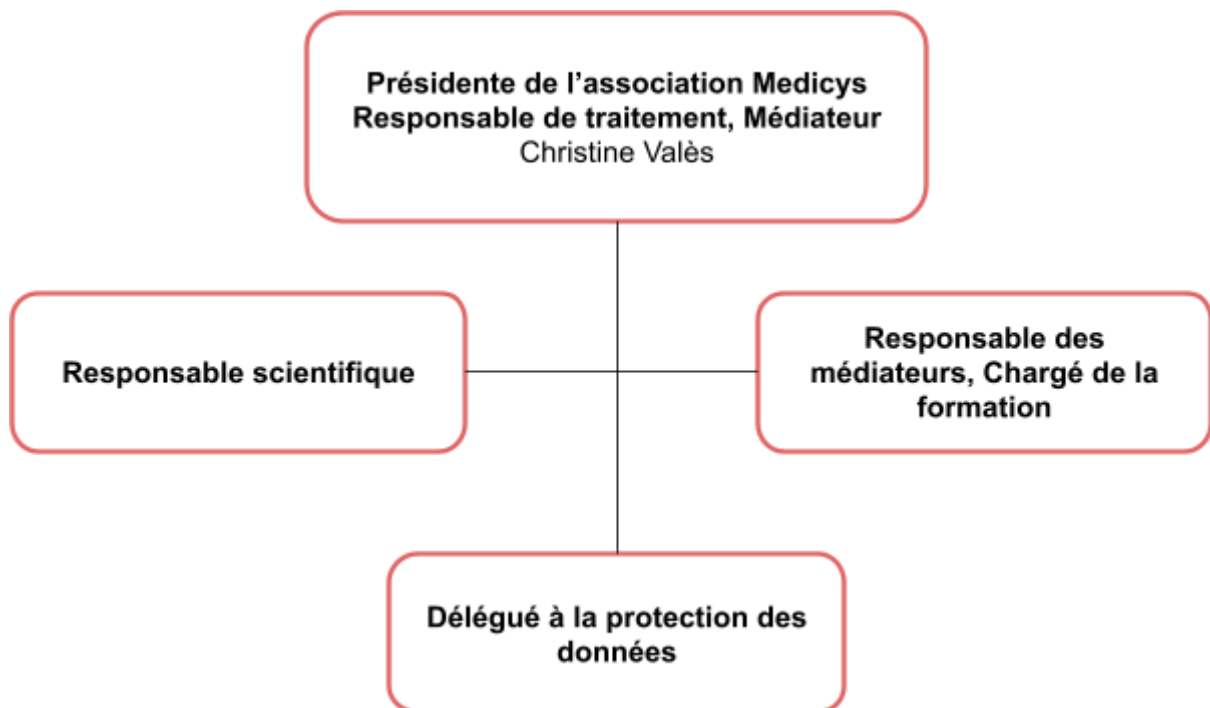 Présidente de l’association Medicys
Responsable de traitement, Médiateur
Christine Valès
Responsable scientifique
Responsable des
médiateurs, Chargé de la
formation
Délégué à la protection des
données